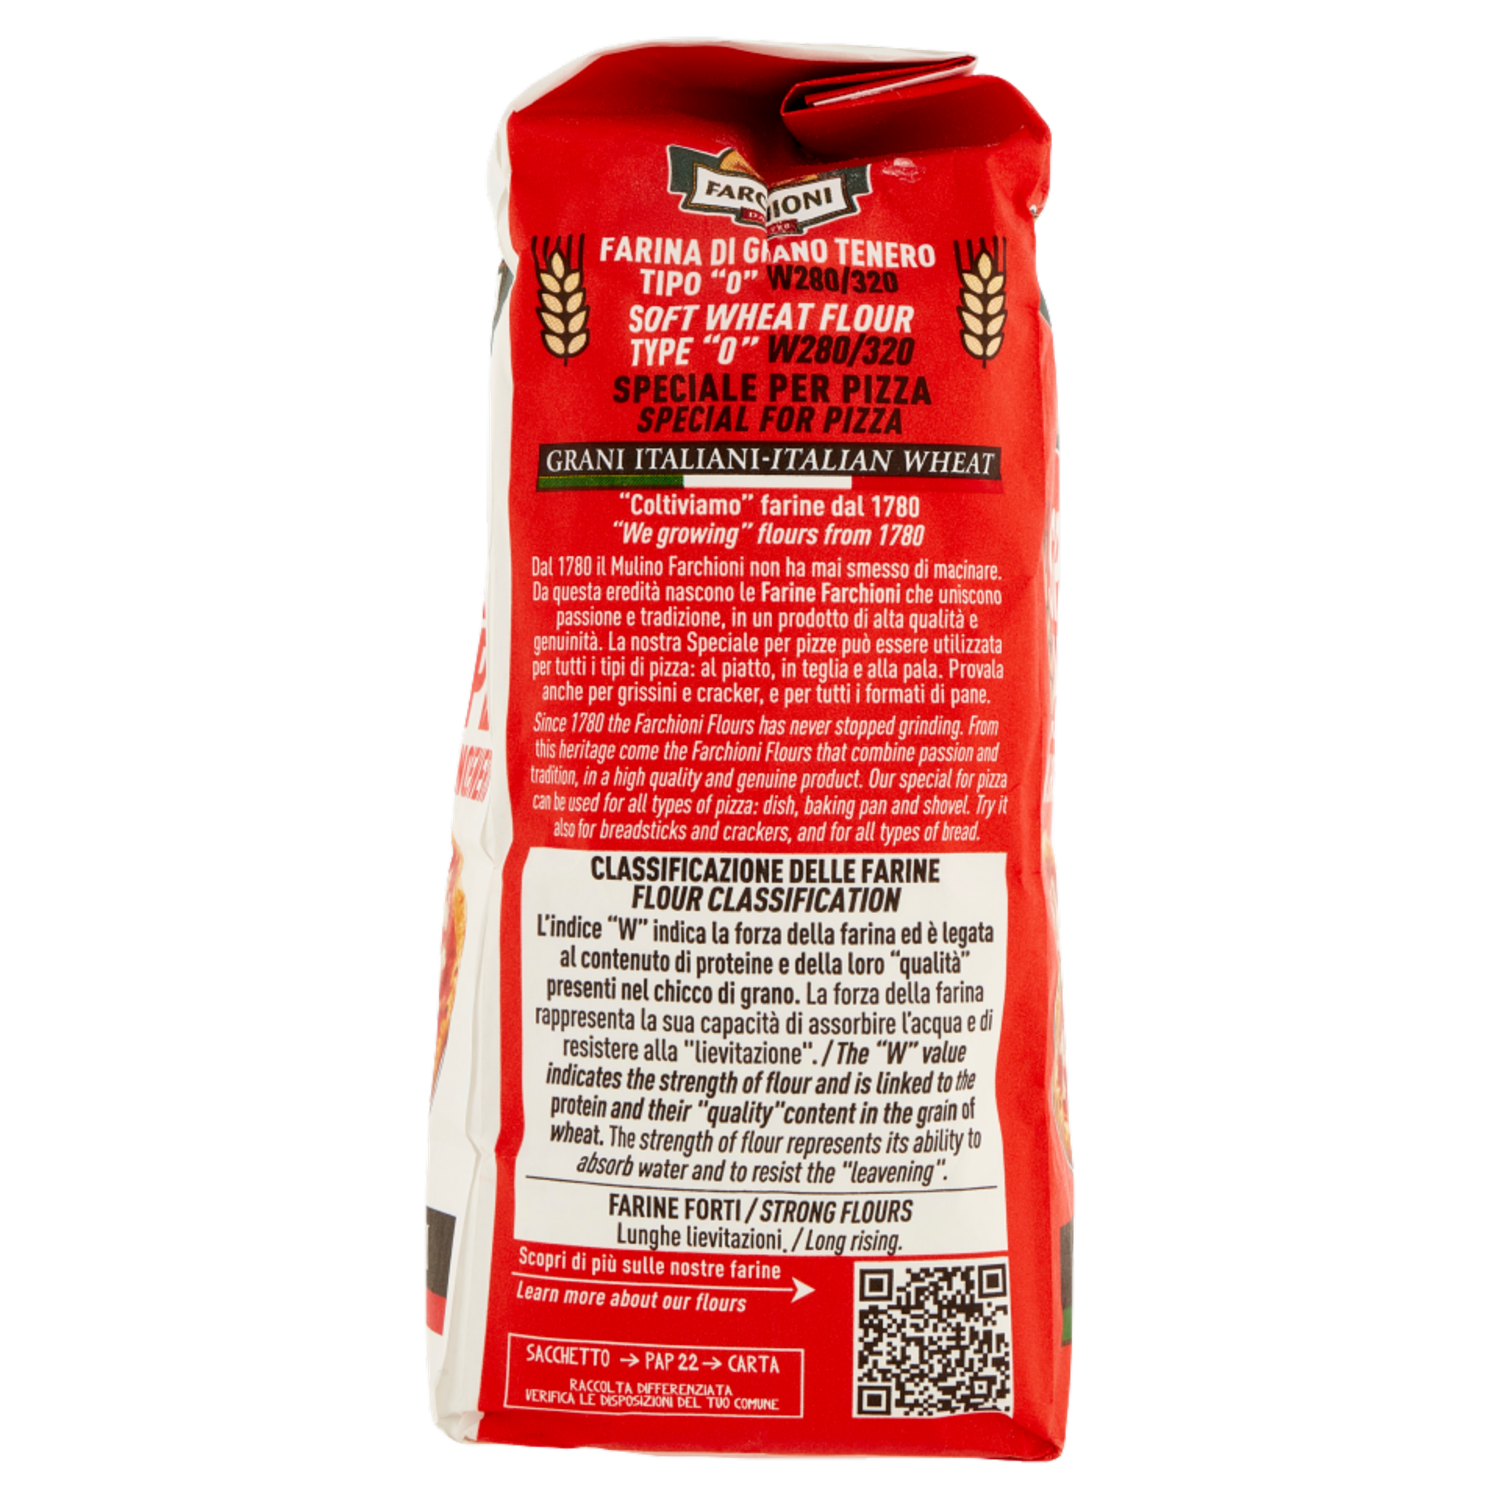 FARCHIONI
FARINA DI GRANO TENERO
TIPO "0" W280/320
SOFT WHEAT FLOUR
TYPE "0" W280/320
SPECIALE PER PIZZA
SPECIAL FOR PIZZA
GRANI ITALIANI-ITALIAN WHEAT
"Coltiviamo" farine dal 1780
"We growing" flours from 1780
Dal 1780 il Mulino Farchioni non ha mai smesso di macinare.
Da questa eredità nascono le Farine Farchioni che uniscono
passione e tradizione, in un prodotto di alta qualità e
genuinità. La nostra Speciale per pizze può essere utilizzata
per tutti i tipi di pizza: al piatto, in teglia e alla pala. Provala
anche per grissini e cracker, e per tutti i formati di pane.
Since 1780 the Farchioni Flours has never stopped grinding. From
this heritage come the Farchioni Flours that combine passion and
tradition, in a high quality and genuine product. Our special for pizza
can be used for all types of pizza: dish, baking pan and shovel. Try it
also for breadsticks and crackers, and for all types of bread.
CLASSIFICAZIONE DELLE FARINE
FLOUR CLASSIFICATION
L'indice "W" indica la forza della farina ed è legata
al contenuto di proteine e della loro "qualità"
presenti nel chicco di grano. La forza della farina
rappresenta la sua capacità di assorbire l'acqua e di
resistere alla "lievitazione". / The "W" value
indicates the strength of flour and is linked to the
protein and their "quality"content in the grain of
wheat. The strength of flour represents its ability to
absorb water and to resist the "leavening".
FARINE FORTI / STRONG FLOURS
Lunghe lievitazioni. / Long rising.
Scopri di più sulle nostre farine
Learn more about our flours
SACCHETTO → PAP 22 → CARTA
RACCOLTA DIFFERENZIATA
VERIFICA LE DISPOSIZIONI DEL TUO COMUNE